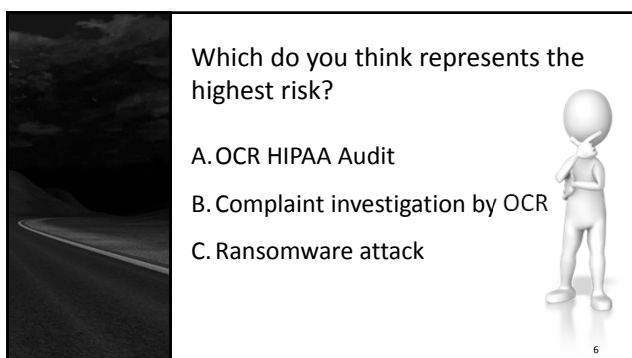 Which do you think represents the
highest risk?
A. OCR HIPAA Audit
B. Complaint investigation by OCR
C. Ransomware attack
6